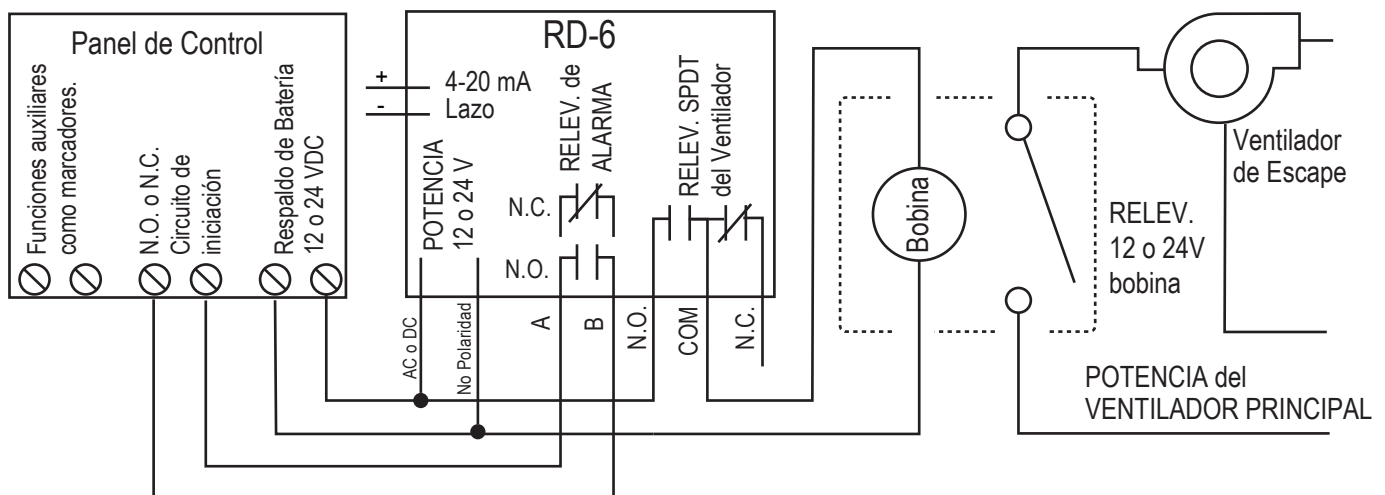 Panel de Control
Funciones auxiliares
como marcadores.
N.O. o N.C.
Circuito de
iniciación
Respaldo de Batería
12 o 24 VDC
RD-6
+
-
4-20 mA
Lazo
POTENCIA
12 o 24 V
RELEV. de
ALARMA
N.C.
N.O.
RELEV. SPDT
del Ventilador
AC o DC
No Polaridad
A
B
N.O.
COM
N.C.
Bobina
RELEV.
12 o 24V
bobina
Ventilador
de Escape
POTENCIA del
VENTILADOR PRINCIPAL